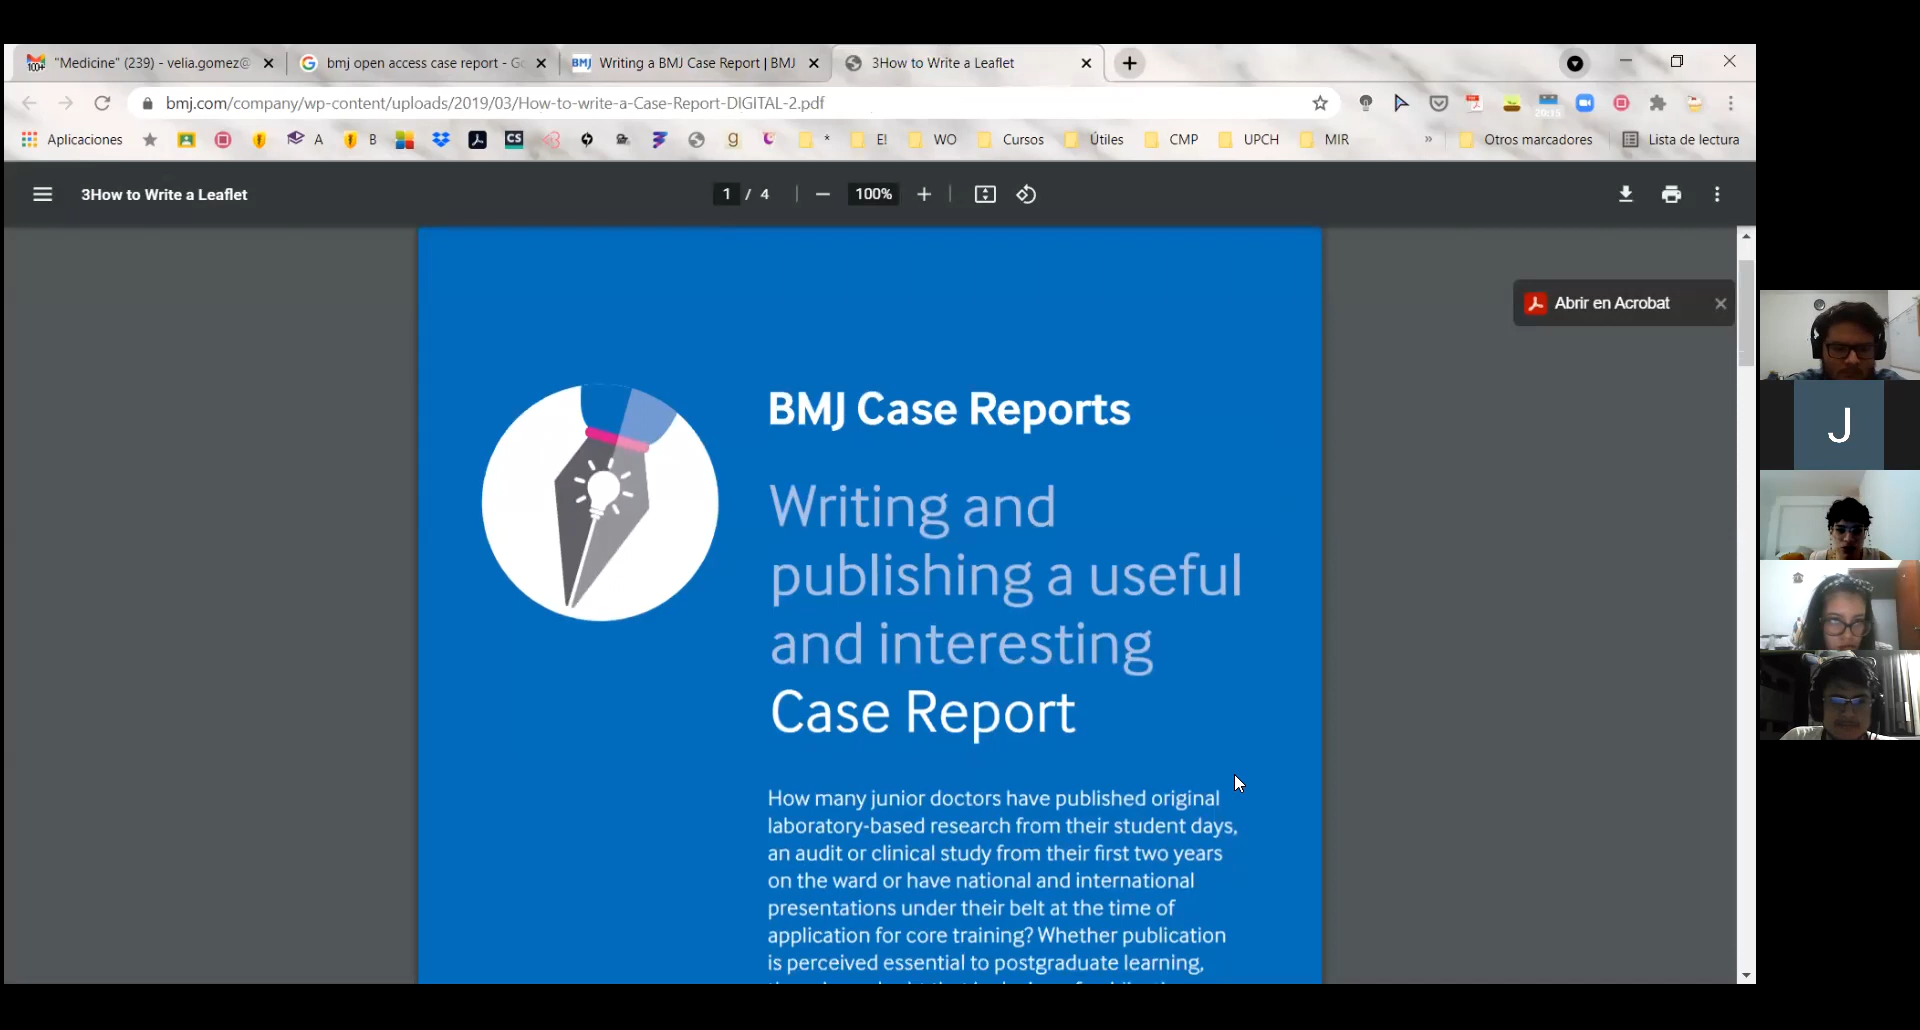 "Medicine" (239) - velia.gomez@
bmj open access case report - Go
BMJ Writing a BMJ Case Report | BMJ
3How to Write a Leaflet
bmj.com/company/wp-content/uploads/2019/03/How-to-write-a-Case-Report-DIGITAL-2.pdf
Aplicaciones A B CS g * E! WO Cursos Útiles CMP UPCH MIR » Otros marcadores Lista de lectura
3How to Write a Leaflet
1 / 4 100%
Abrir en Acrobat
BMJ Case Reports
Writing and
publishing a useful
and interesting
Case Report
How many junior doctors have published original
laboratory-based research from their student days,
an audit or clinical study from their first two years
on the ward or have national and international
presentations under their belt at the time of
application for core training? Whether publication
is perceived essential to postgraduate learning,
J